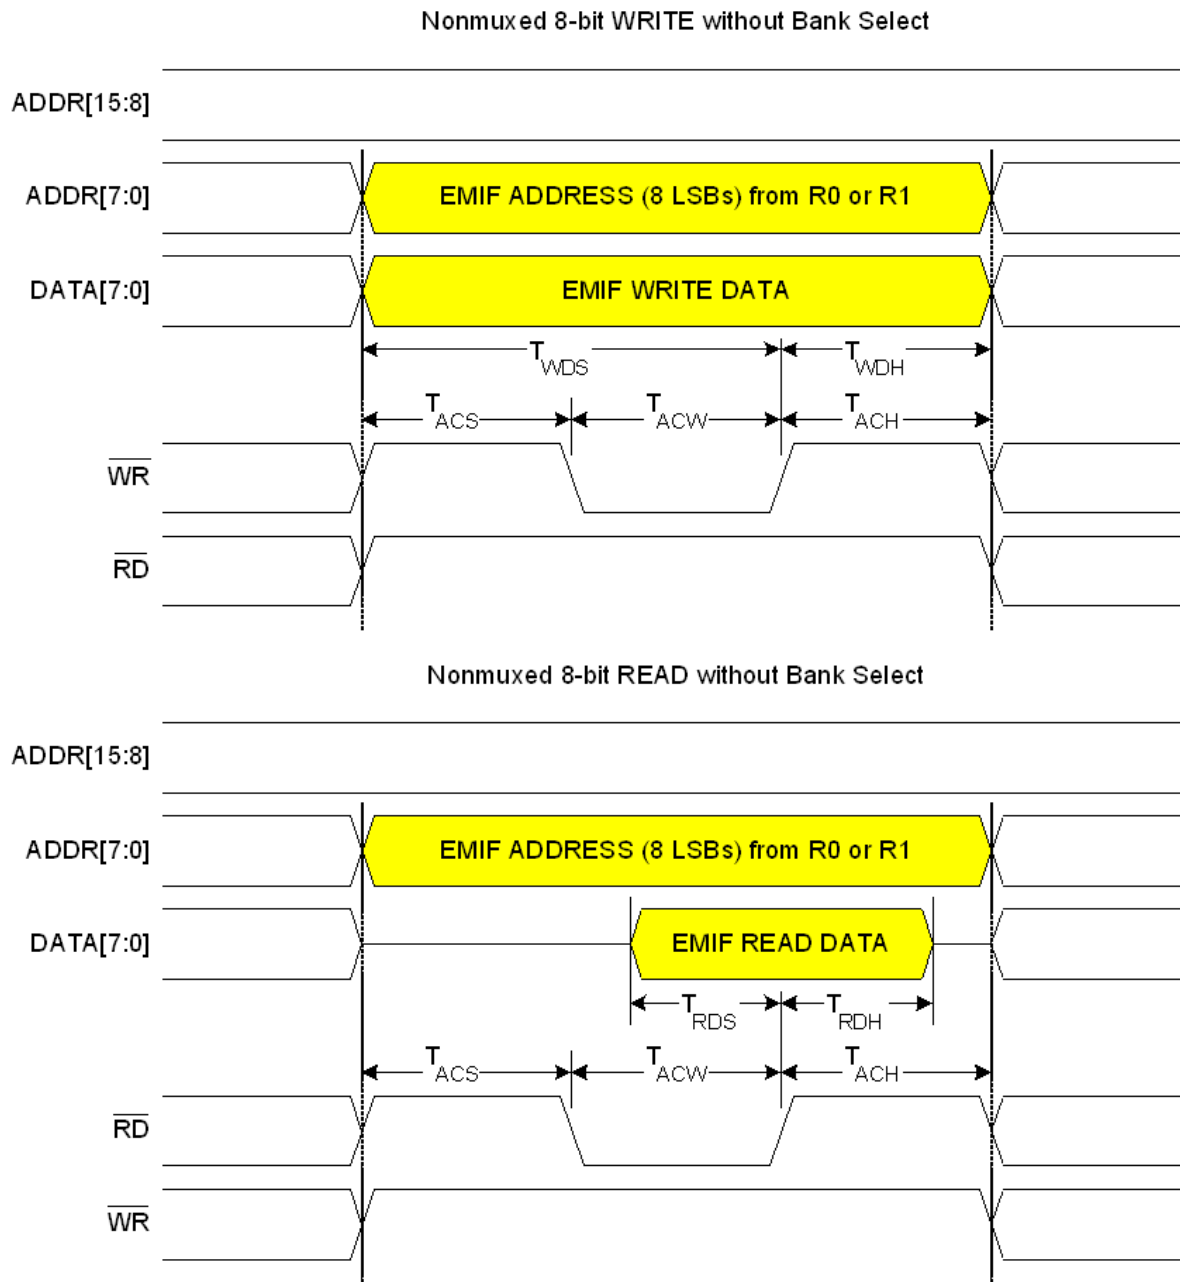 Nonmuxed 8-bit WRITE without Bank Select
ADDR[15:8]
ADDR[7:0] EMIF ADDRESS (8 LSBs) from R0 or R1
DATA[7:0] EMIF WRITE DATA
TWDS TWDH
TACS TACW TACH
WR
RD
Nonmuxed 8-bit READ without Bank Select
ADDR[15:8]
ADDR[7:0] EMIF ADDRESS (8 LSBs) from R0 or R1
DATA[7:0] EMIF READ DATA
TRDS TRDH
TACS TACW TACH
RD
WR